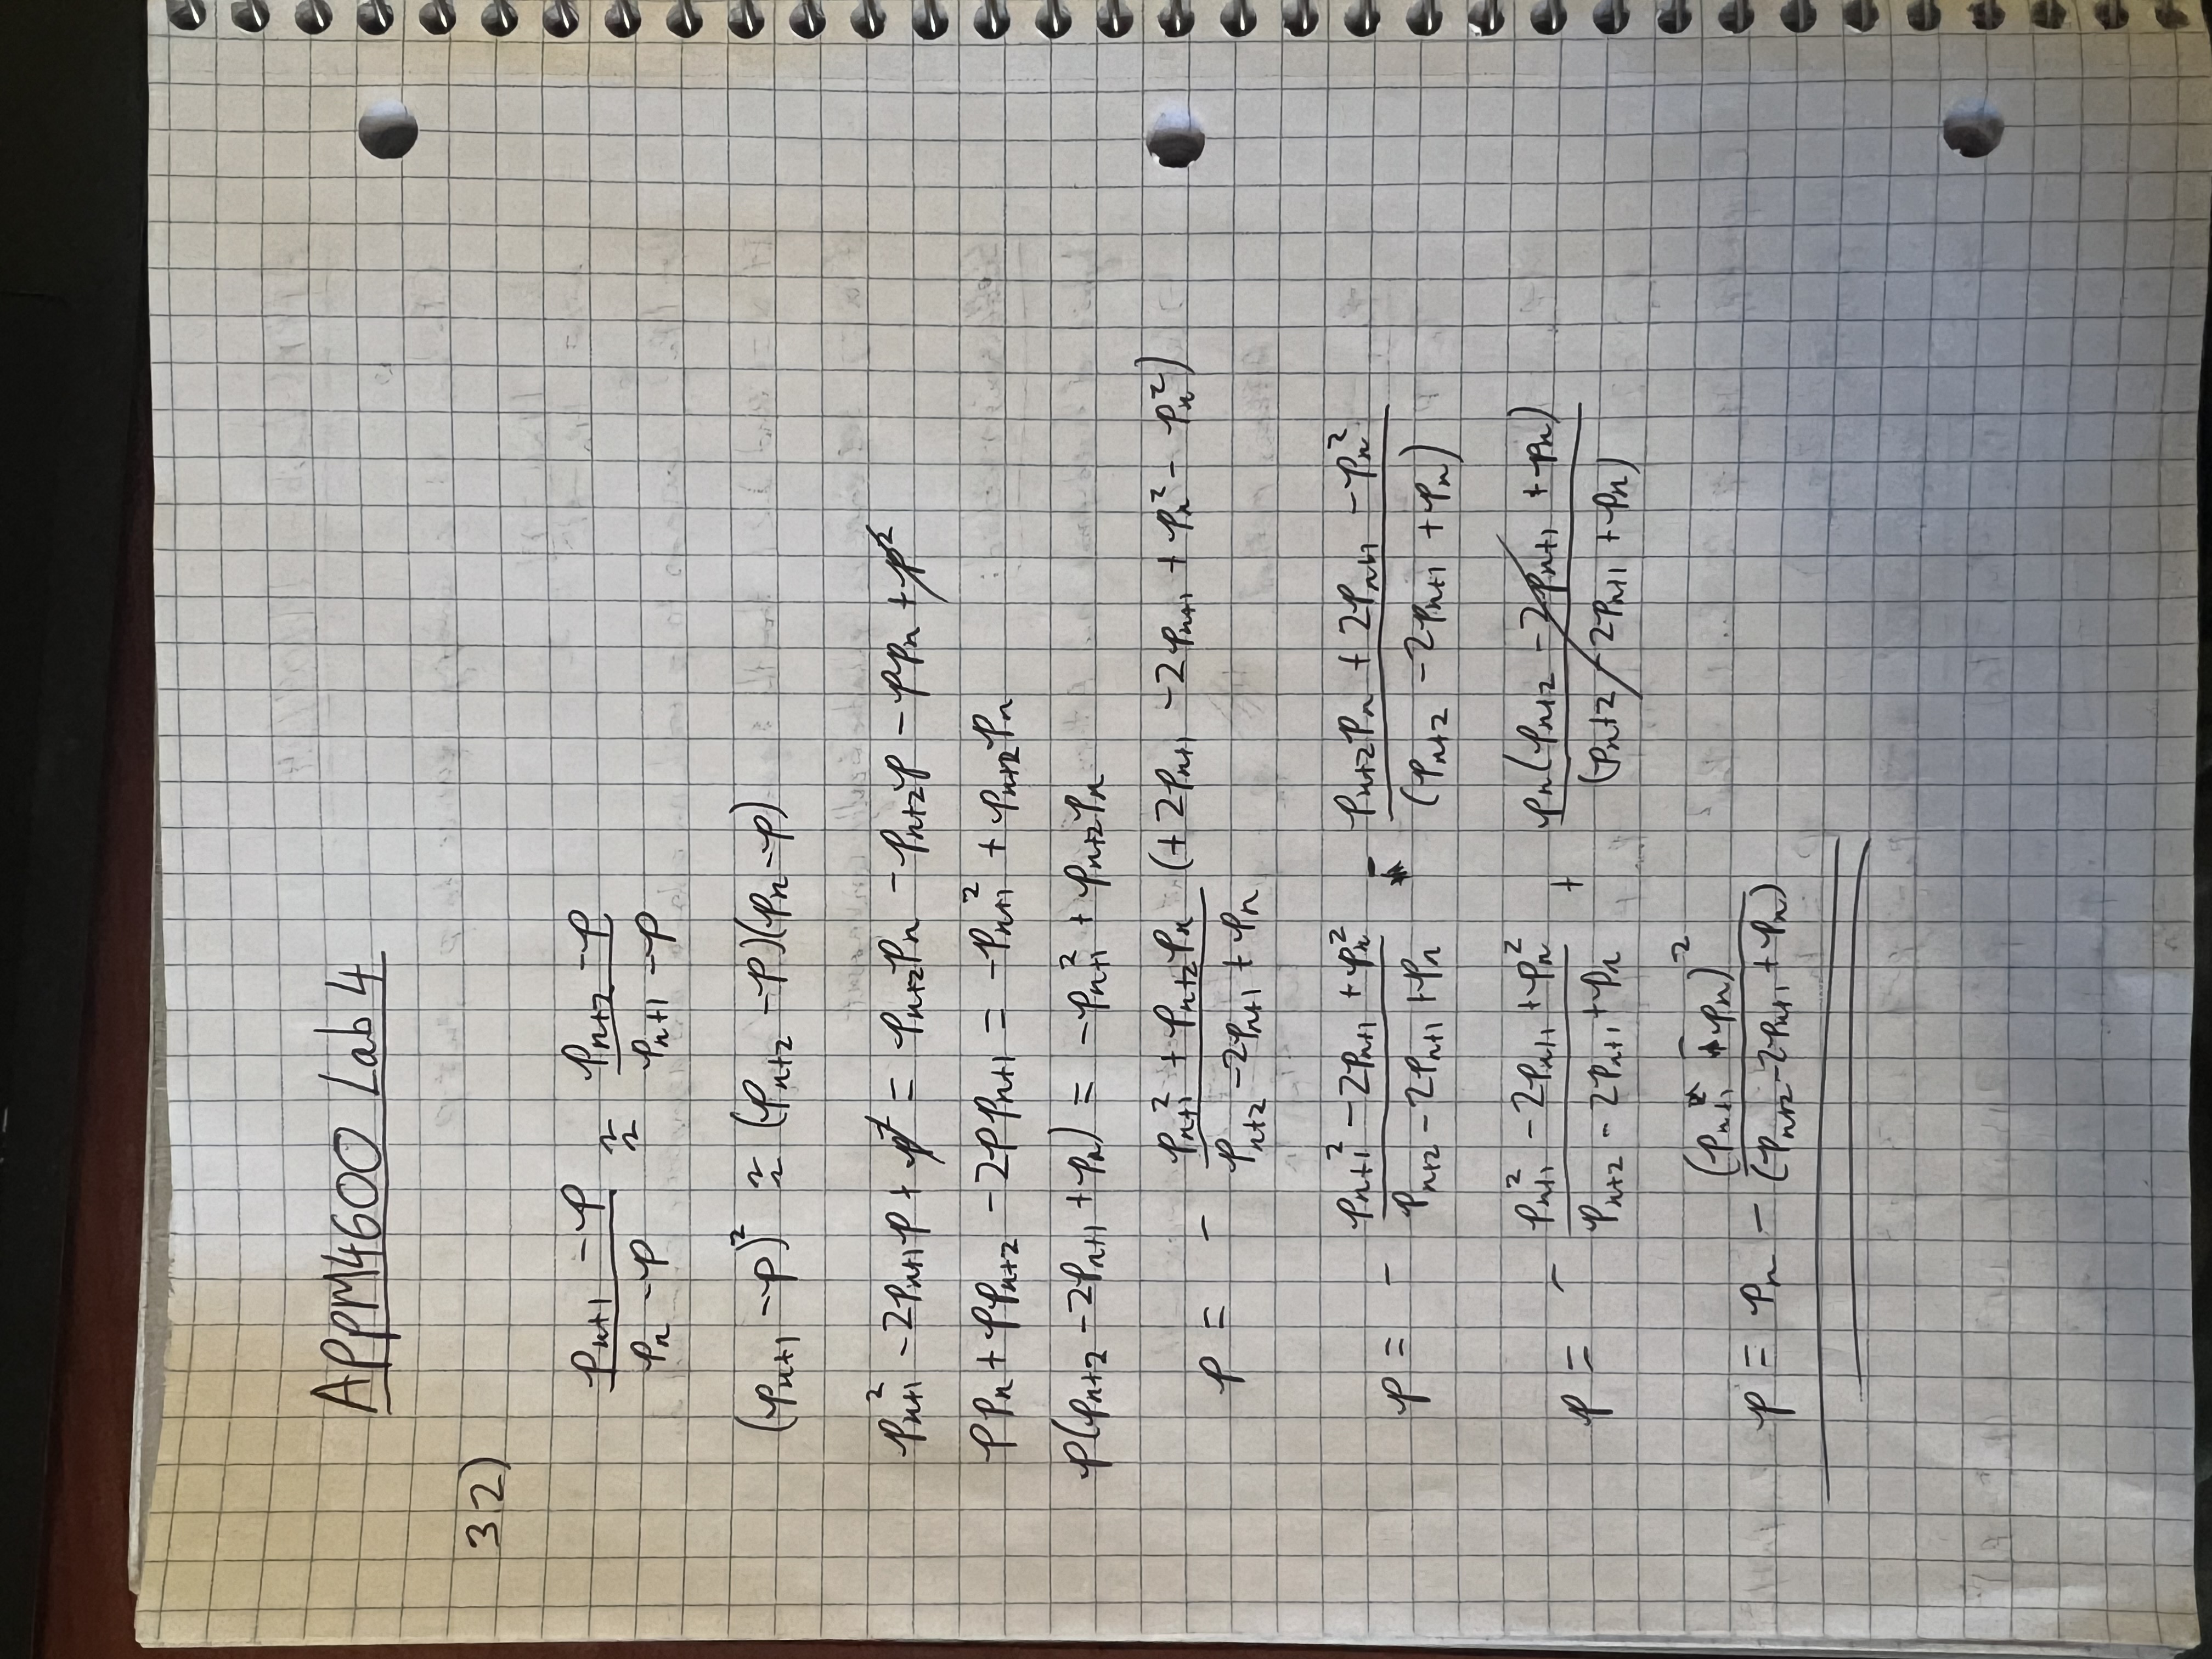 APPM4600 Lab 4
32)
\frac{p_{n+1} - p}{p_n - p} ≈ \frac{p_{n+2} - p}{p_{n+1} - p}
(p_{n+1} - p)^2 ≈ (p_{n+2} - p)(p_n - p)
p_{n+1}^2 - 2p_{n+1}p + p^2 = p_{n+2}p_n - p_{n+2}p - pp_n + p^2
pp_n + pp_{n+2} - 2pp_{n+1} = -p_{n+1}^2 + p_{n+2}p_n
p(p_{n+2} - 2p_{n+1} + p_n) = -p_{n+1}^2 + p_{n+2}p_n
p = - \frac{p_{n+1}^2 + p_{n+2}p_n}{p_{n+2} - 2p_{n+1} + p_n} (+ 2p_{n+1} - 2p_{n+1} + p_n^2 - p_n^2)
p = - \frac{p_{n+1}^2 - 2p_{n+1} + p_n^2}{p_{n+2} - 2p_{n+1} + p_n} - \frac{p_{n+2}p_n + 2p_{n+1} - p_n^2}{(p_{n+2} - 2p_{n+1} + p_n)}
p = - \frac{p_{n+1}^2 - 2p_{n+1} + p_n^2}{p_{n+2} - 2p_{n+1} + p_n} + \frac{p_n(p_{n+2} - 2p_{n+1} + p_n)}{(p_{n+2} - 2p_{n+1} + p_n)}
p = p_n - \frac{(p_{n+1} - p_n)^2}{(p_{n+2} - 2p_{n+1} + p_n)}